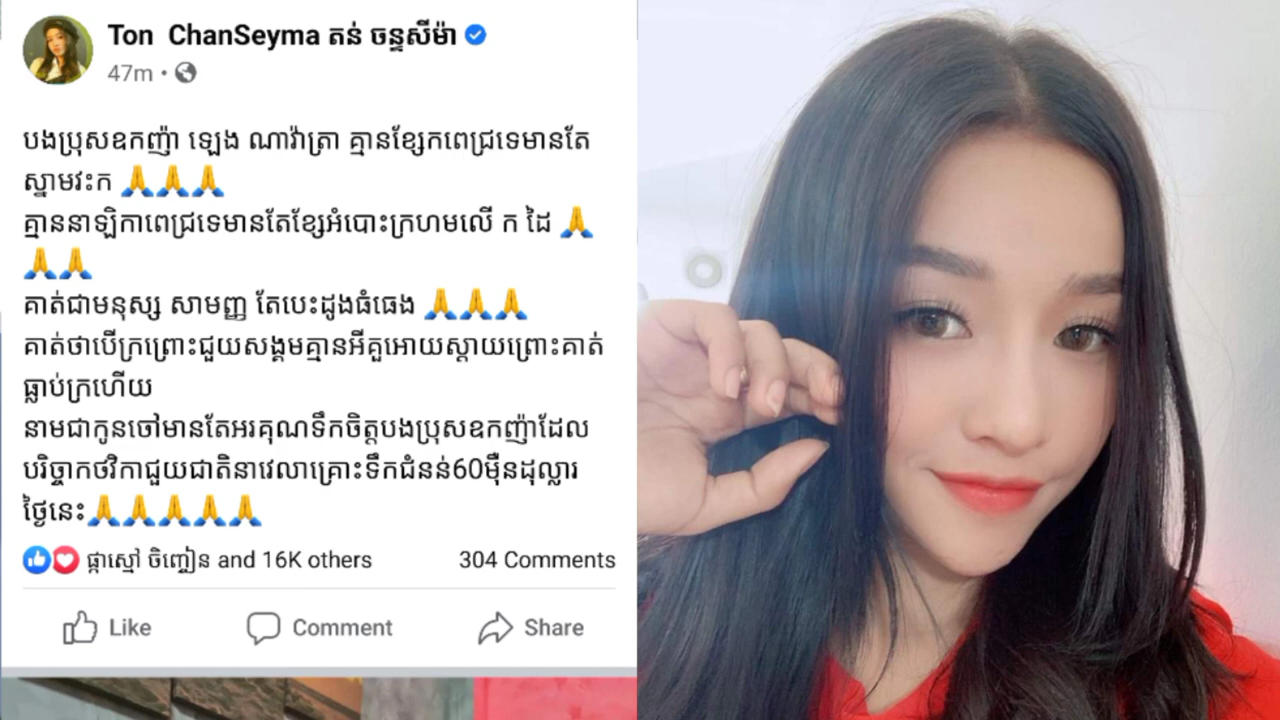 Ton ChanSeyma តន់ ចន្ទសីម៉ា
47m
បងប្រុសឧកញ៉ា ឡេង ណាវ៉ាត្រា គ្មានខ្សែកពេជ្រទេមានតែ
ស្នាមវះក 🙏🙏🙏
គ្មាននាឡិកាពេជ្រទេមានតែខ្សែអំបោះក្រហមលើ ក ដៃ 🙏
🙏🙏
គាត់ជាមនុស្ស សាមញ្ញ តែបេះដូងធំធេង 🙏🙏🙏
គាត់ថាបើក្រព្រោះជួយសង្គមគ្មានអីគួអោយស្ដាយព្រោះគាត់
ធ្លាប់ក្រហើយ
នាមជាកូនចៅមានតែអរគុណទឹកចិត្តបងប្រុសឧកញ៉ាដែល
បរិច្ចាកថវិកាជួយជាតិនាវេលាគ្រោះទឹកជំនន់60ម៉ឺនដុល្លារ
ថ្ងៃនេះ🙏🙏🙏🙏🙏
ផ្កាស្មៅ ចិញ្ចៀន and 16K others 304 Comments
Like Comment Share